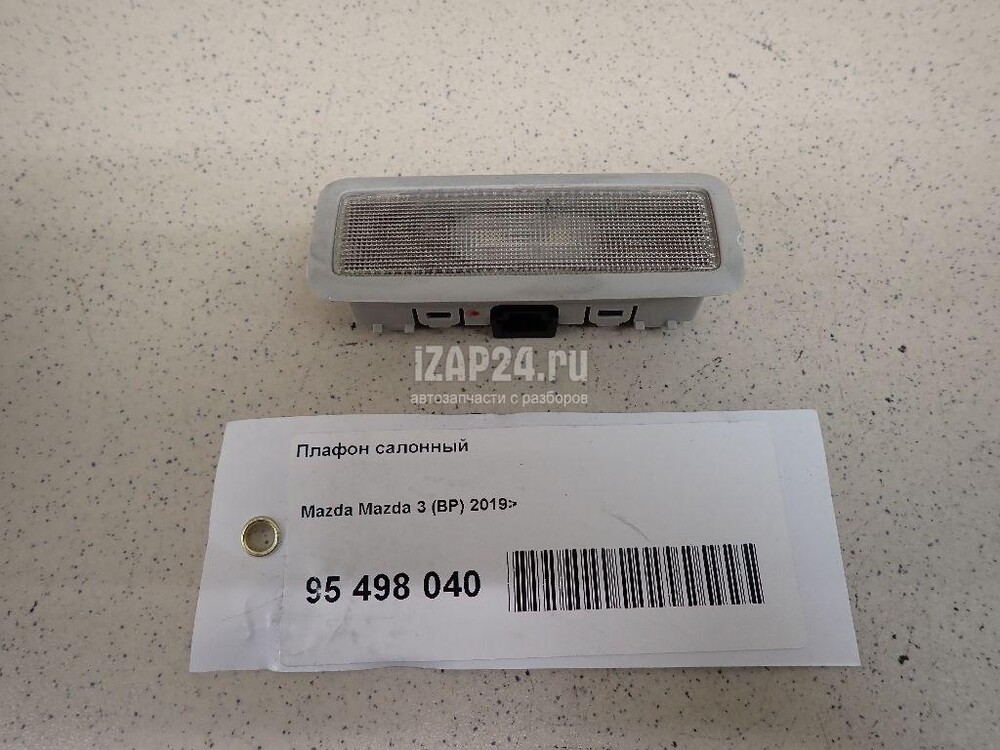 iZAP24.ru
автозапчасти с разборов
Плафон салонный
Mazda Mazda 3 (BP) 2019>
95 498 040